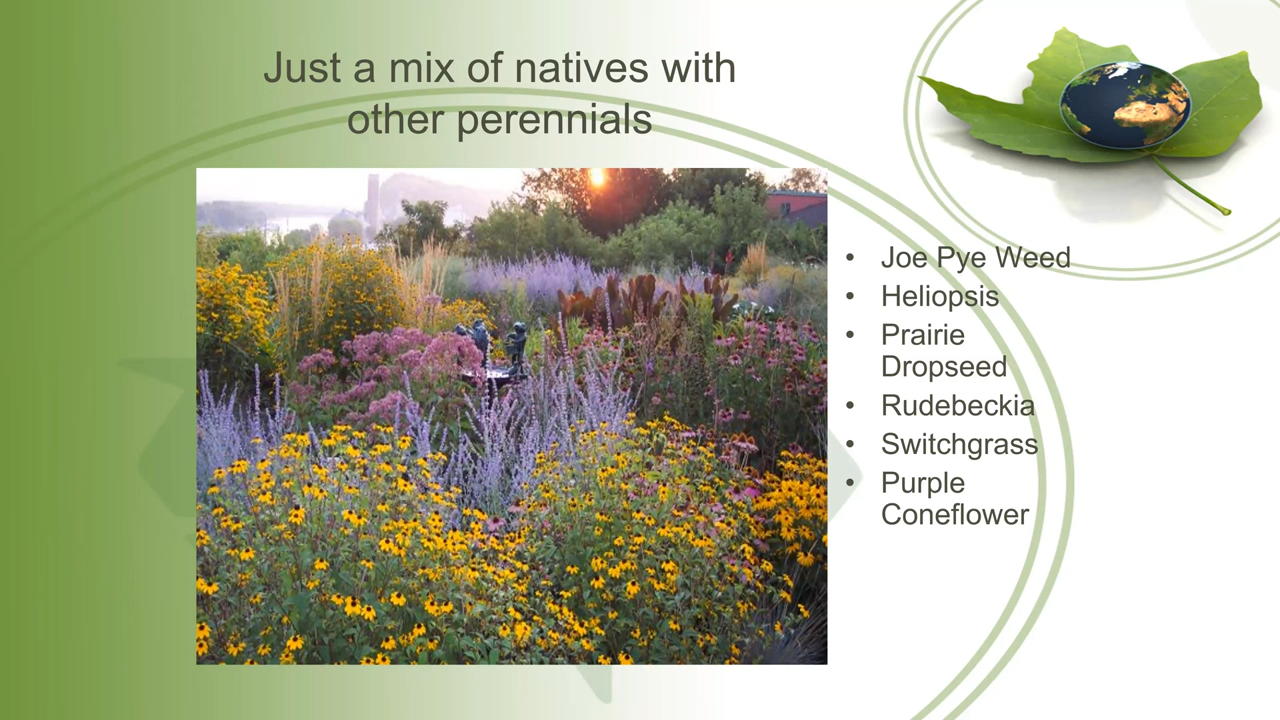 Just a mix of natives with
other perennials
• Joe Pye Weed
• Heliopsis
• Prairie
Dropseed
• Rudebeckia
• Switchgrass
• Purple
Coneflower